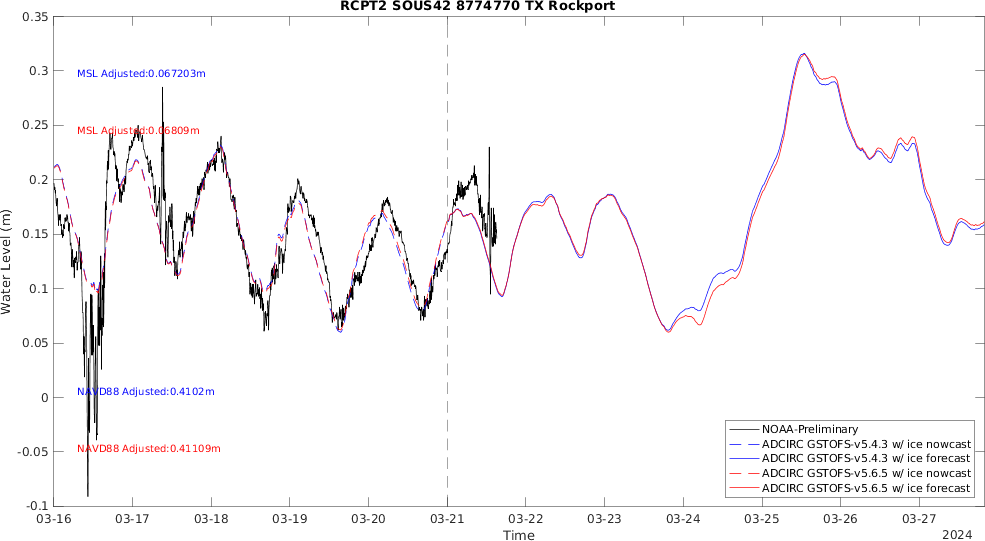 RCPT2 SOUS42 8774770 TX Rockport
0.35
0.3
0.25
0.2
0.15
0.1
0.05
0
-0.05
-0.1
Water Level (m)
MSL Adjusted:0.067203m
MSL Adjusted:0.06809m
NAVD88 Adjusted:0.4102m
NAVD88 Adjusted:0.41109m
NOAA-Preliminary
ADCIRC GSTOFS-v5.4.3 w/ ice nowcast
ADCIRC GSTOFS-v5.4.3 w/ ice forecast
ADCIRC GSTOFS-v5.6.5 w/ ice nowcast
ADCIRC GSTOFS-v5.6.5 w/ ice forecast
03-16 03-17 03-18 03-19 03-20 03-21 03-22 03-23 03-24 03-25 03-26 03-27
Time
2024